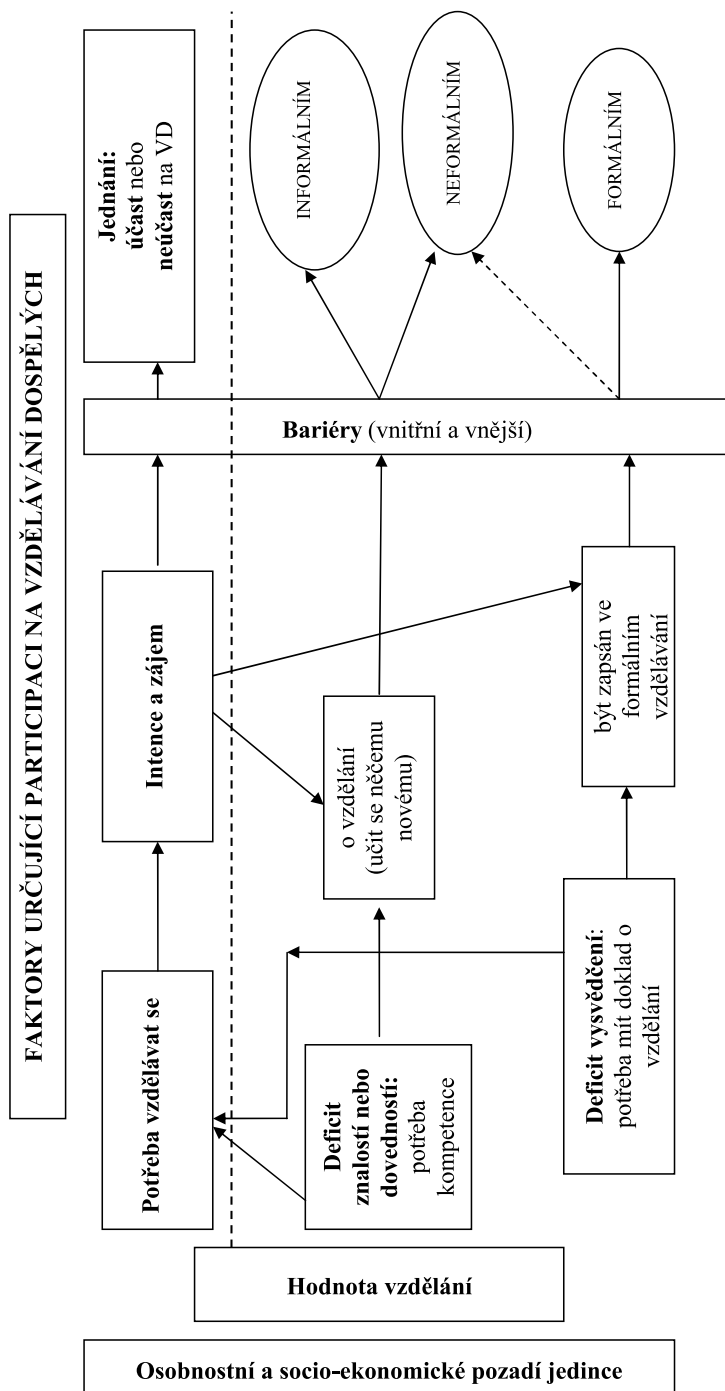 FAKTORY URČUJÍCÍ PARTICIPACI NA VZDĚLÁVÁNÍ DOSPĚLÝCH
Osobnostní a socio-ekonomické pozadí jedince
Hodnota vzdělání
Potřeba vzdělávat se
Intence a zájem
Jednání:
účast nebo
neúčast na VD
Bariéry (vnitřní a vnější)
Deficit
znalostí nebo
dovedností:
potřeba
kompetence
o vzdělání
(učit se něčemu
novému)
INFORMÁLNÍM
NEFORMÁLNÍM
Deficit vysvědčení:
potřeba mít doklad o
vzdělání
být zapsán ve
formálním
vzdělávání
FORMÁLNÍM